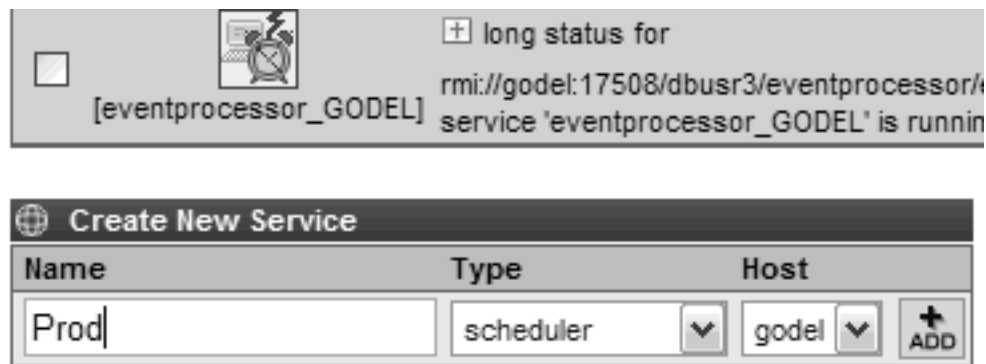 long status for
rmi://godel:17508/dbusr3/eventprocessor/
[eventprocessor_GODEL]
service 'eventprocessor_GODEL' is
Create New Service
Name Type Host
Prod scheduler godel ADD